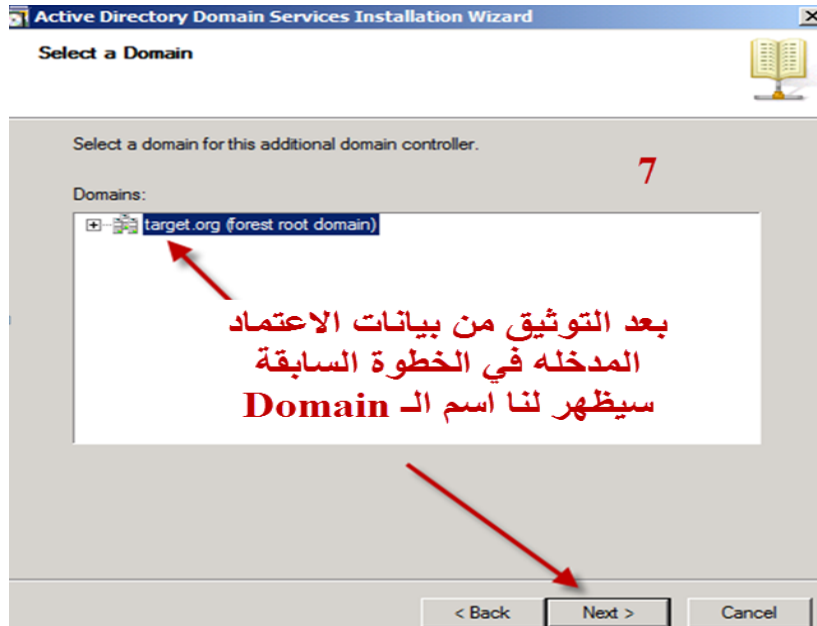 Active Directory Domain Services Installation Wizard
Select a Domain
Select a domain for this additional domain controller.
7
Domains:
target.org (forest root domain)
بعد التوثيق من بيانات الاعتماد
المدخله في الخطوة السابقة
سيظهر لنا اسم الـ Domain
< Back
Next >
Cancel